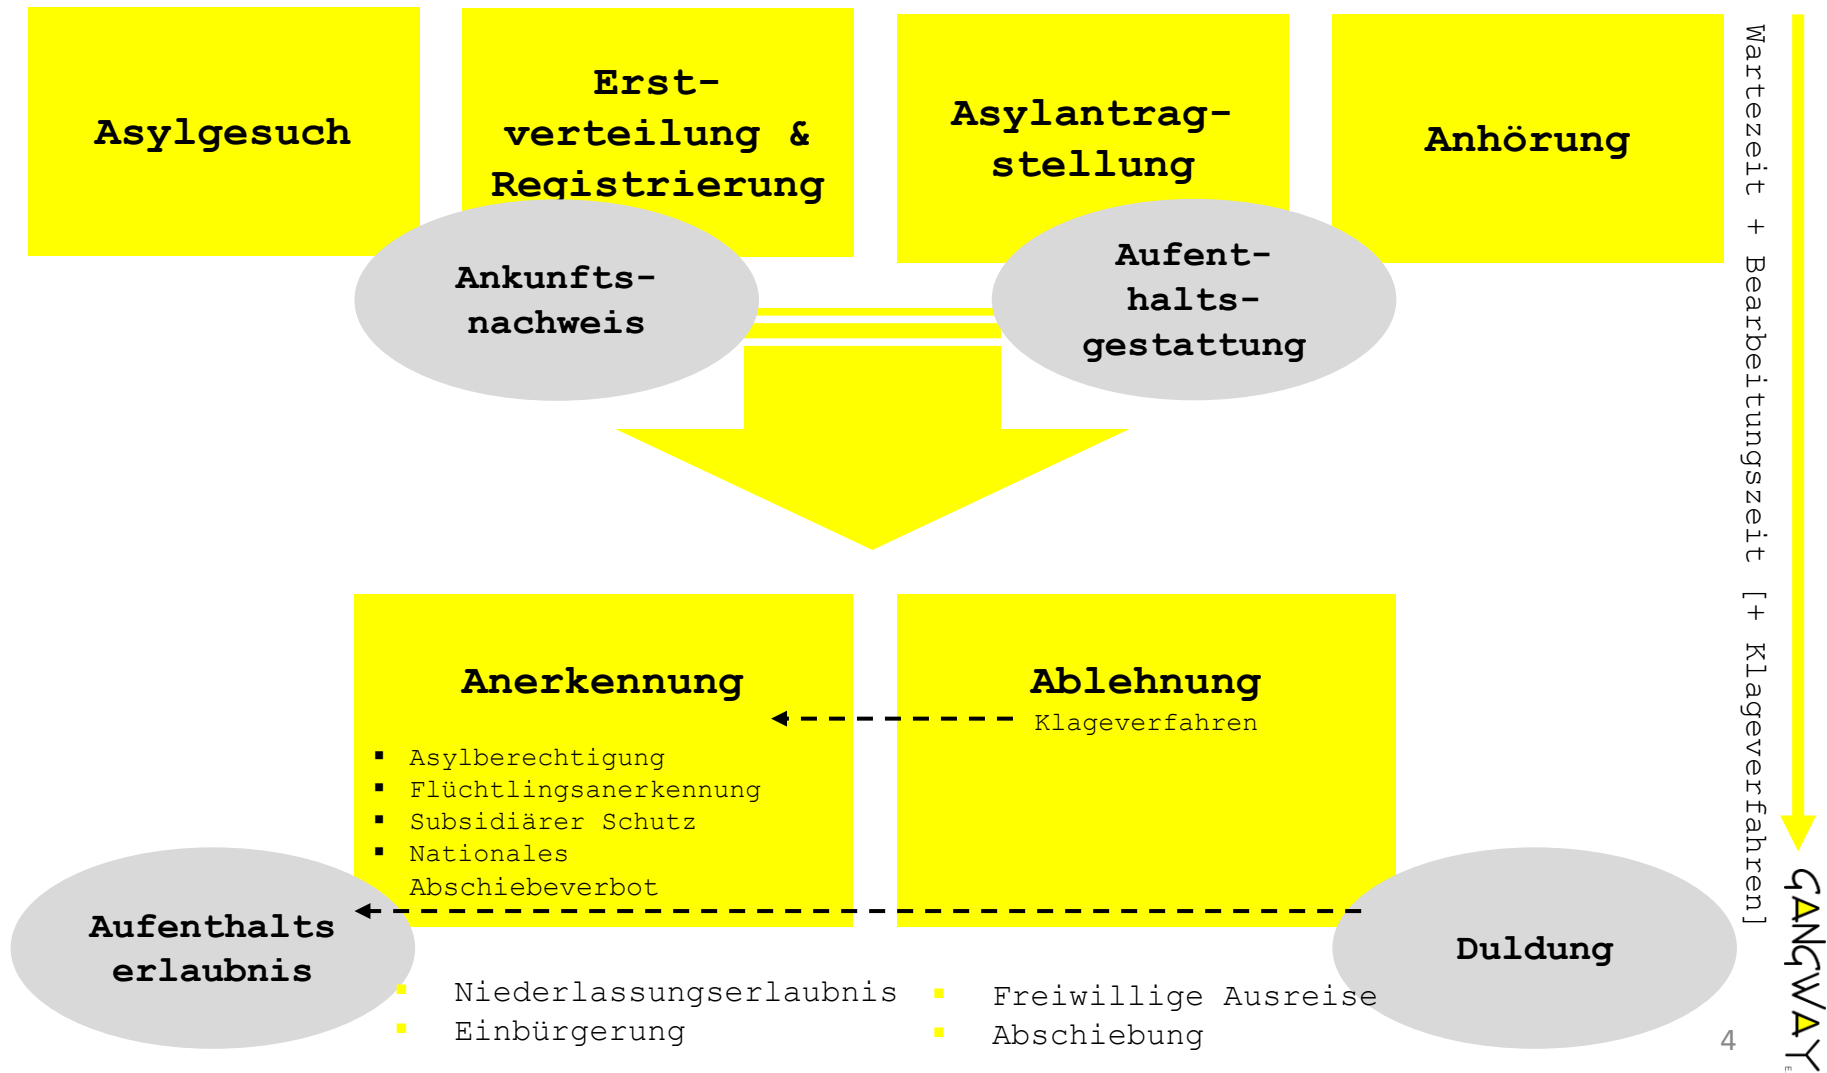 Asylgesuch
Erst-
verteilung &
Registrierung
Asylantrag-
stellung
Anhörung
Ankunfts-
nachweis
Aufent-
halts-
gestattung
Wartezeit + Bearbeitungszeit [+ Klageverfahren]
Anerkennung
▪ Asylberechtigung
▪ Flüchtlingsanerkennung
▪ Subsidiärer Schutz
▪ Nationales
Abschiebeverbot
Ablehnung
Klageverfahren
Aufenthalts
erlaubnis
Duldung
▪ Niederlassungserlaubnis
▪ Einbürgerung
▪ Freiwillige Ausreise
▪ Abschiebung
4
GANGWAY
E